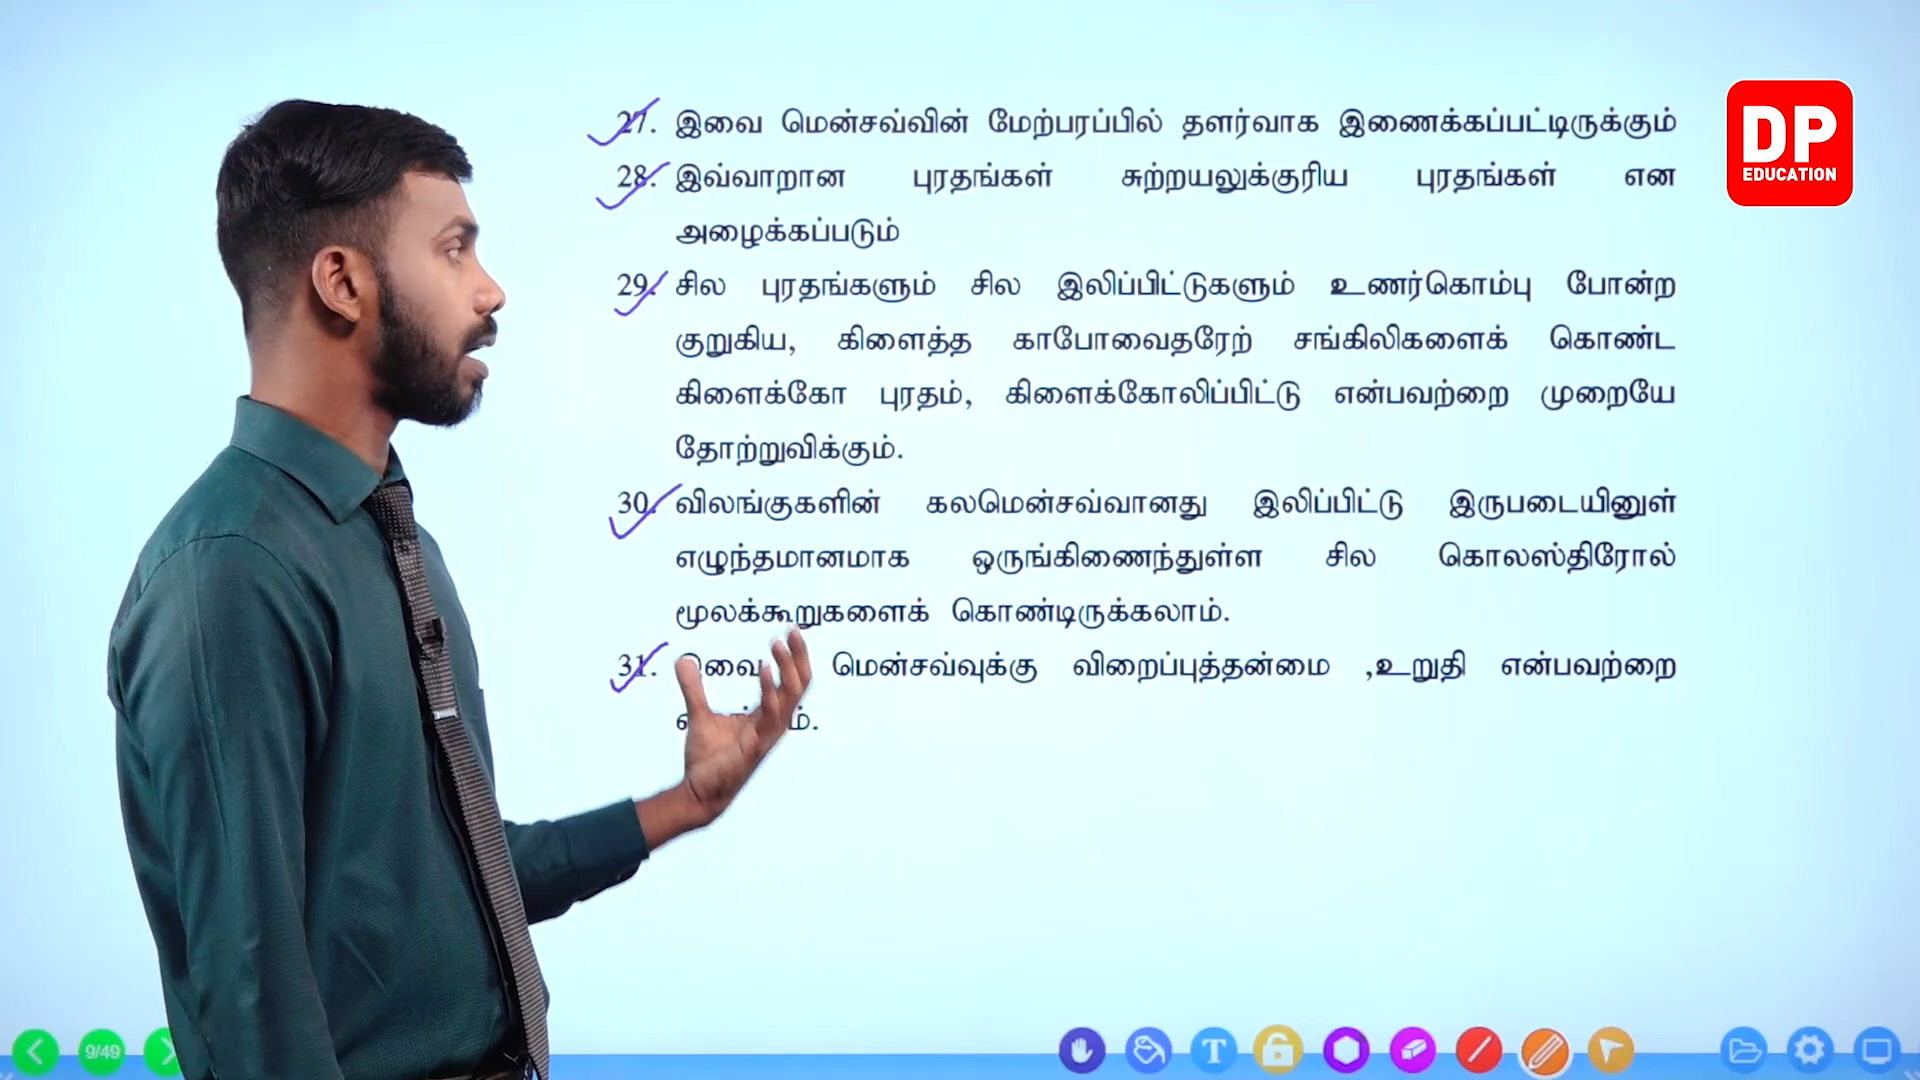 27. இவை மென்சவ்வின் மேற்பரப்பில் தளர்வாக இணைக்கப்பட்டிருக்கும்
28. இவ்வாறான புரதங்கள் சுற்றயலுக்குரிய புரதங்கள் என
அழைக்கப்படும்
29. சில புரதங்களும் சில இலிப்பிட்டுகளும் உணர்கொம்பு போன்ற
குறுகிய, கிளைத்த காபோவைதரேற் சங்கிலிகளைக் கொண்ட
கிளைக்கோ புரதம், கிளைக்கோலிப்பிட்டு என்பவற்றை முறையே
தோற்றுவிக்கும்.
30. விலங்குகளின் கலமென்சவ்வானது இலிப்பிட்டு இருபடையினுள்
எழுந்தமானமாக ஒருங்கிணைந்துள்ள சில கொலஸ்திரோல்
மூலக்கூறுகளைக் கொண்டிருக்கலாம்.
31. மென்சவ்வுக்கு விறைப்புத்தன்மை ,உறுதி என்பவற்றை
DP
EDUCATION
9/49
T